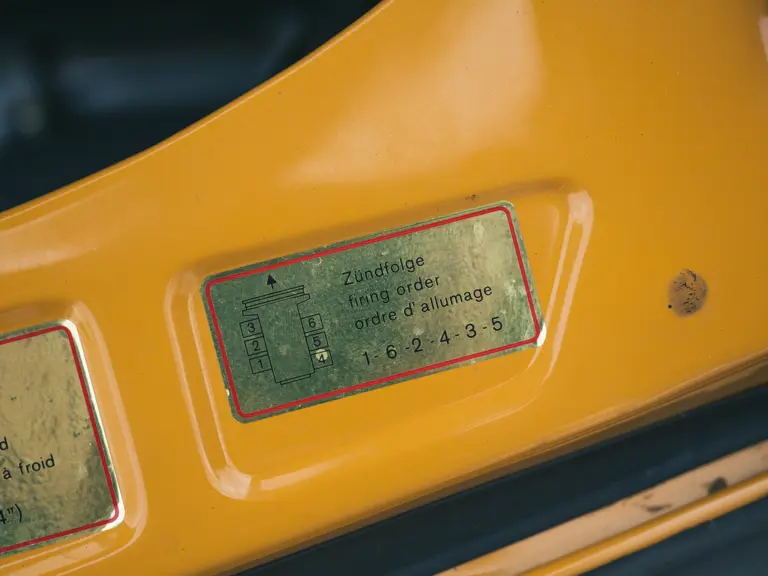 Zündfolge
firing order
ordre d'allumage
1-6-2-4-3-5
3
2
1
6
5
4
d
à froid
4")